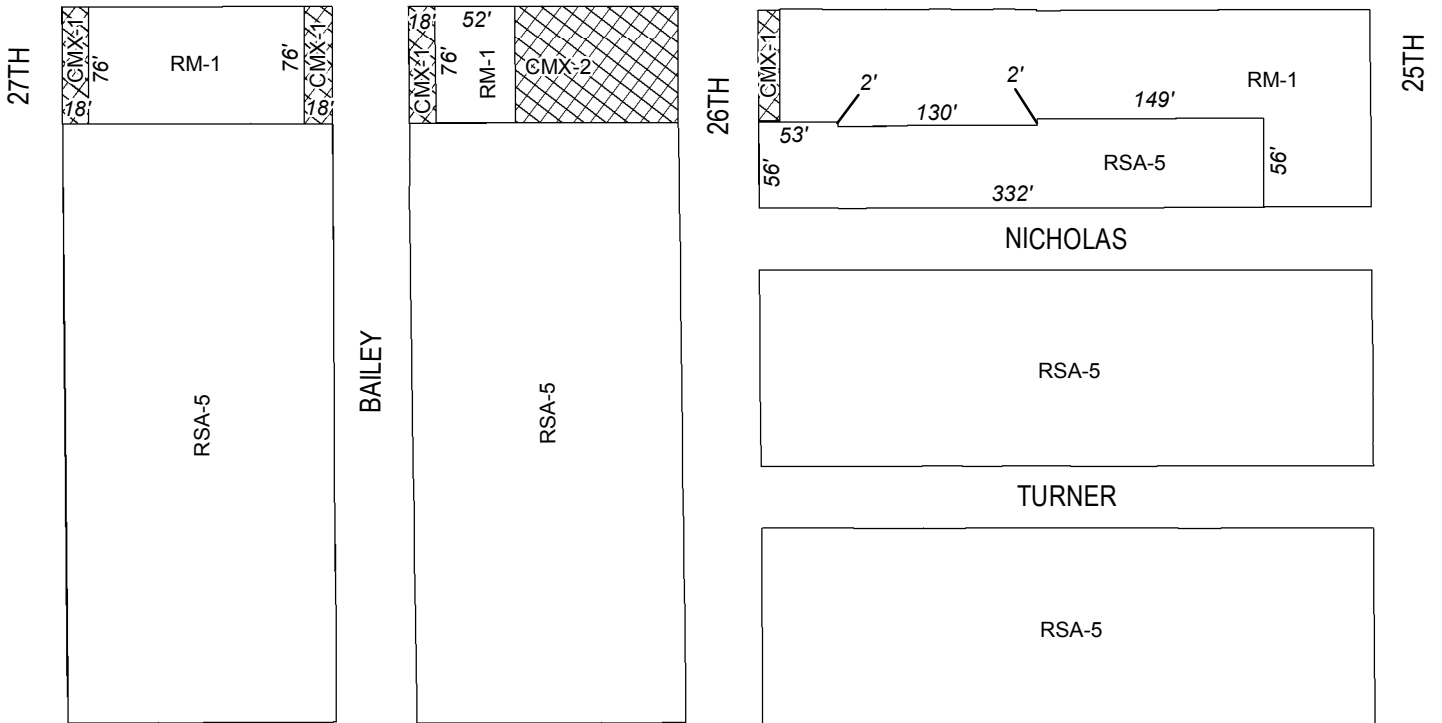 27TH
CMX-1
76'
18'
RM-1
76'
CMX-1
18'
RSA-5
BAILEY
18'
CMX-1
52'
76'
RM-1
CMX-2
RSA-5
26TH
CMX-1
2'
2'
53'
130'
149'
RM-1
25TH
56'
RSA-5
56'
332'
NICHOLAS
RSA-5
TURNER
RSA-5